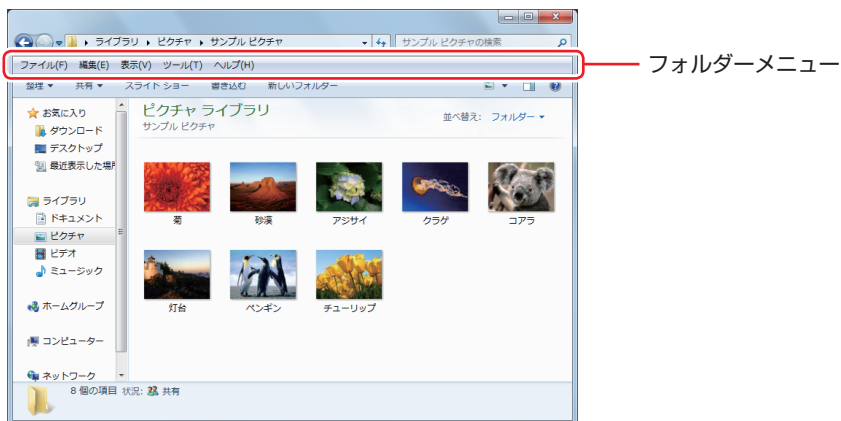 ライブラリ ピクチャ サンプル ピクチャ サンプル ピクチャの検索
ファイル(F) 編集(E) 表示(V) ツール(T) ヘルプ(H)
フォルダーメニュー
整理 共有 スライド ショー 書き込む 新しいフォルダー
お気に入り
ダウンロード
デスクトップ
最近表示した場所
ライブラリ
ドキュメント
ピクチャ
ビデオ
ミュージック
ホームグループ
コンピューター
ネットワーク
ピクチャ ライブラリ
サンプル ピクチャ
並べ替え: フォルダー
菊 砂漠 アジサイ クラゲ コアラ
灯台 ペンギン チューリップ
8 個の項目 状況: 共有